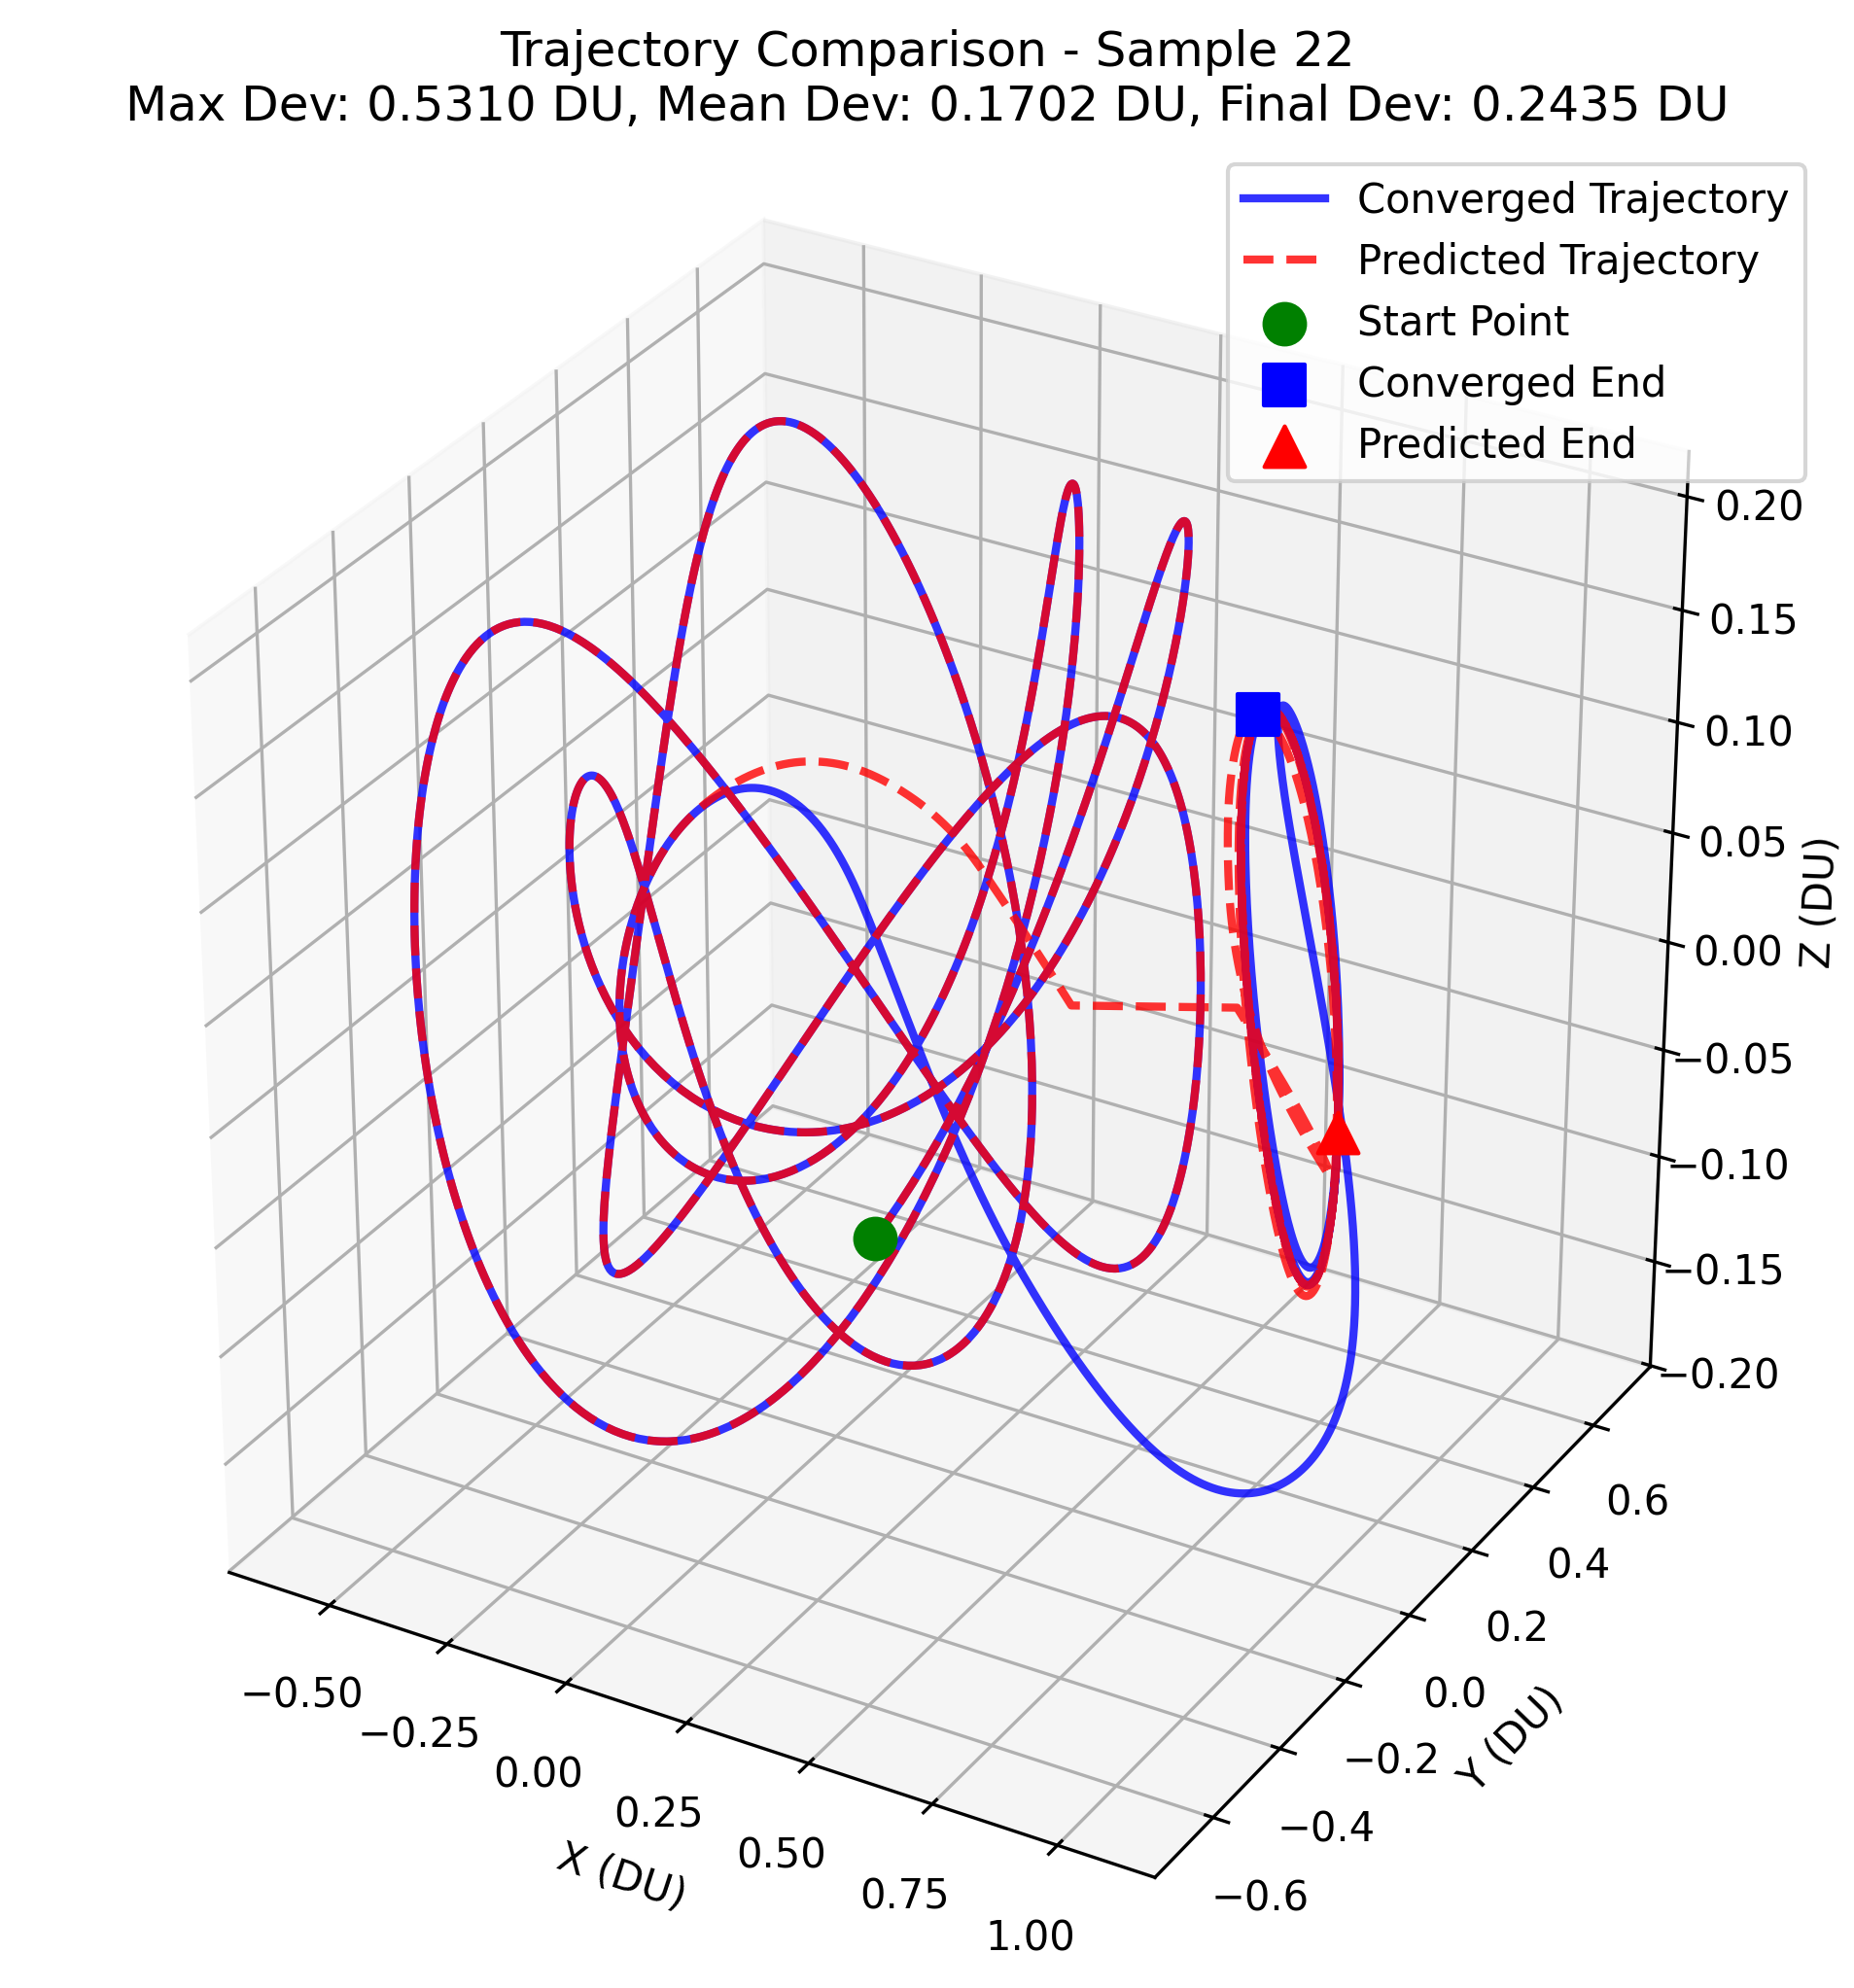 Trajectory Comparison - Sample 22
Max Dev: 0.5310 DU, Mean Dev: 0.1702 DU, Final Dev: 0.2435 DU
Converged Trajectory
Predicted Trajectory
Start Point
Converged End
Predicted End
0.20
0.15
0.10
0.05
0.00
−0.05
−0.10
−0.15
−0.20
Z (DU)
0.6
0.4
0.2
0.0
−0.2
−0.4
−0.6
Y (DU)
−0.50
−0.25
0.00
0.25
0.50
0.75
1.00
X (DU)